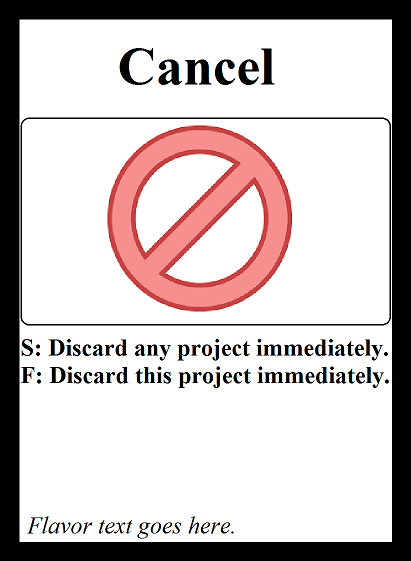 Cancel
S: Discard any project immediately.
F: Discard this project immediately.
Flavor text goes here.